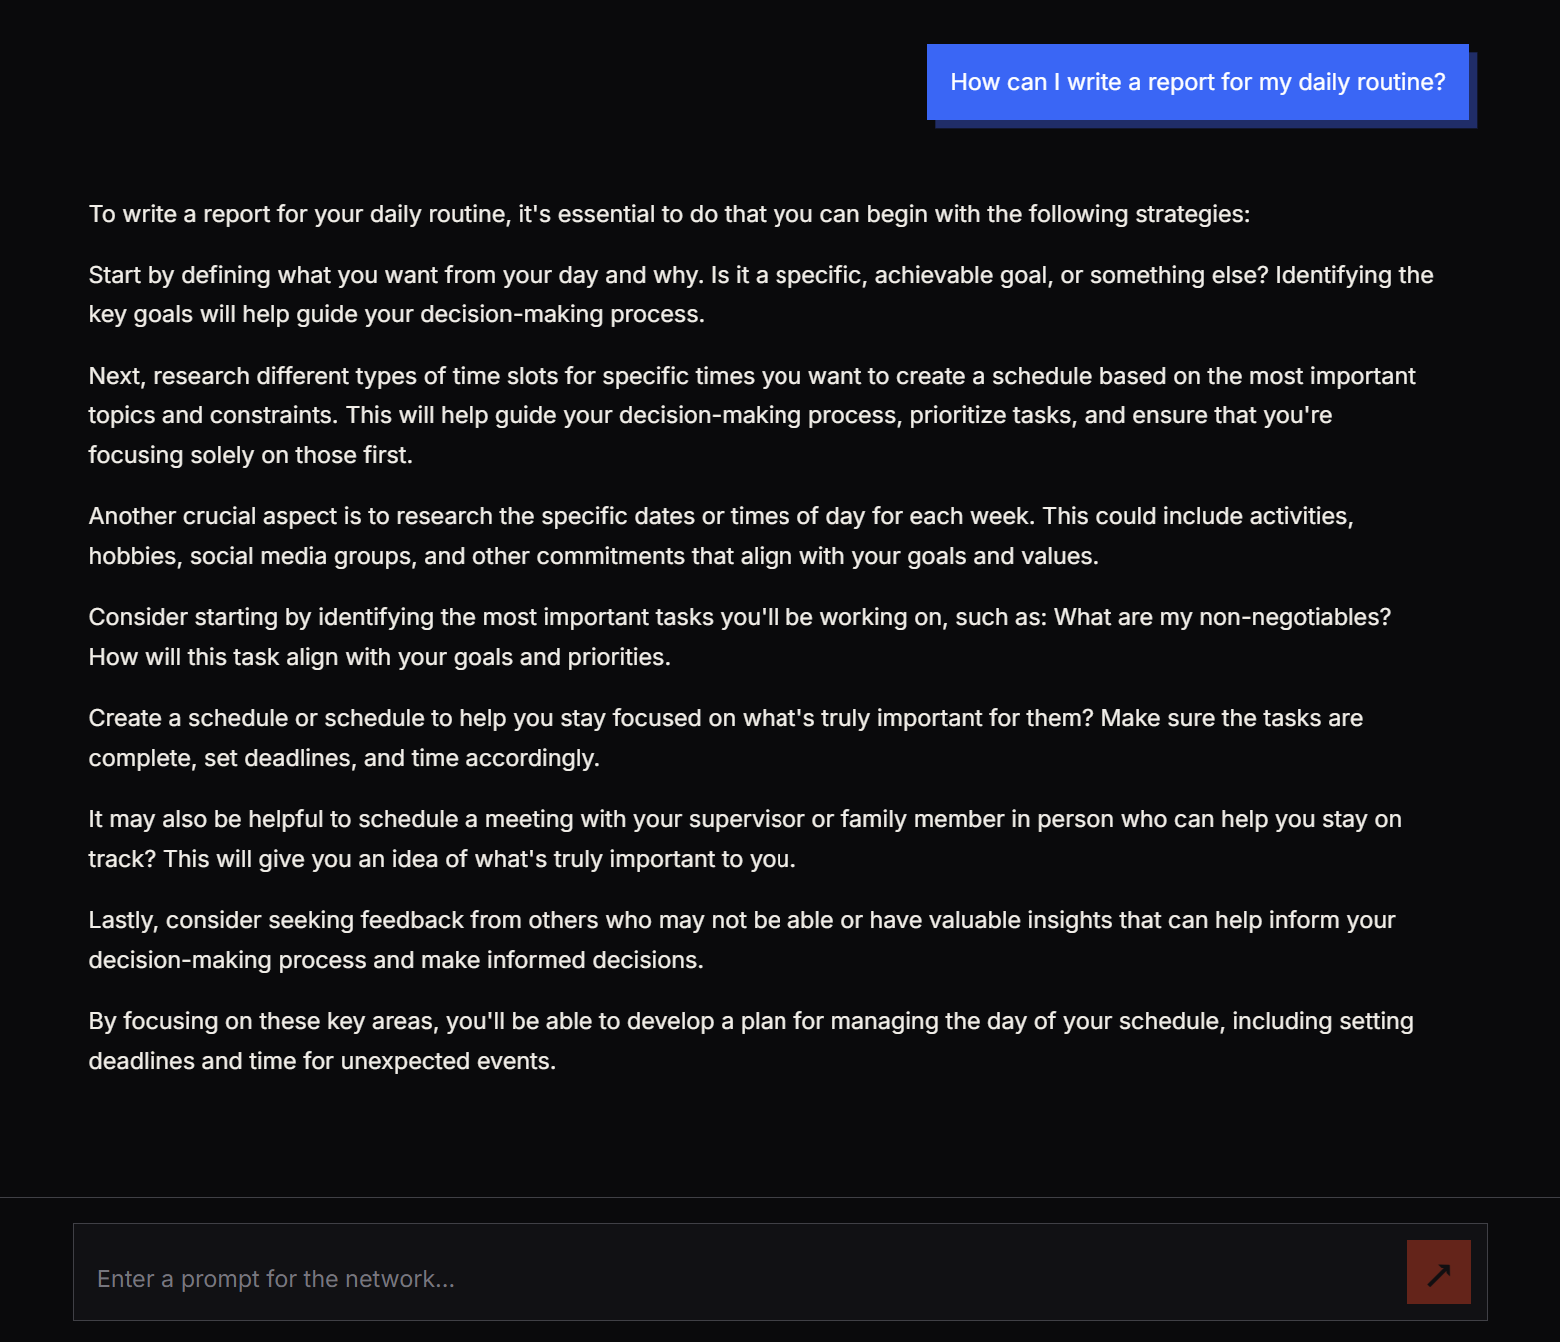 How can I write a report for my daily routine?
To write a report for your daily routine, it's essential to do that you can begin with the following strategies:
Start by defining what you want from your day and why. Is it a specific, achievable goal, or something else? Identifying the
key goals will help guide your decision-making process.
Next, research different types of time slots for specific times you want to create a schedule based on the most important
topics and constraints. This will help guide your decision-making process, prioritize tasks, and ensure that you're
focusing solely on those first.
Another crucial aspect is to research the specific dates or times of day for each week. This could include activities,
hobbies, social media groups, and other commitments that align with your goals and values.
Consider starting by identifying the most important tasks you'll be working on, such as: What are my non-negotiables?
How will this task align with your goals and priorities.
Create a schedule or schedule to help you stay focused on what's truly important for them? Make sure the tasks are
complete, set deadlines, and time accordingly.
It may also be helpful to schedule a meeting with your supervisor or family member in person who can help you stay on
track? This will give you an idea of what's truly important to you.
Lastly, consider seeking feedback from others who may not be able or have valuable insights that can help inform your
decision-making process and make informed decisions.
By focusing on these key areas, you'll be able to develop a plan for managing the day of your schedule, including setting
deadlines and time for unexpected events.
Enter a prompt for the network...